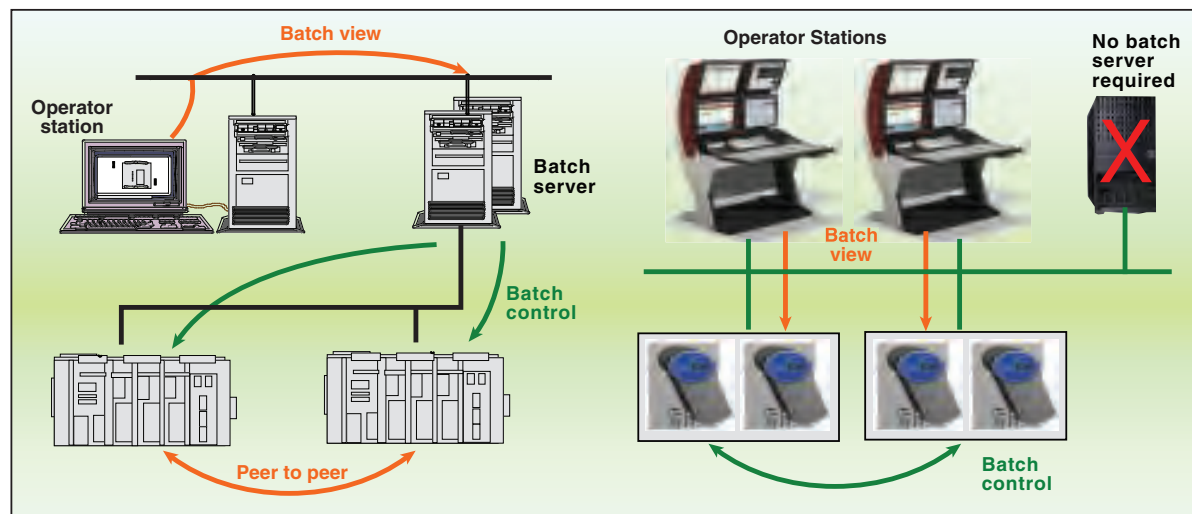 Batch view
Operator
station
Batch
server
Batch
control
Peer to peer
Operator Stations
No batch
server
required
X
Batch
view
Batch
control